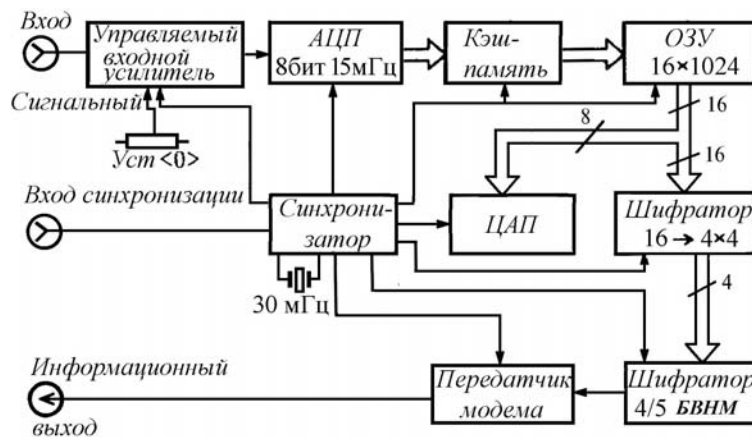 Вход
Управляемый
входной
усилитель
АЦП
8бит 15мГц
Кэш-
память
ОЗУ
16×1024
Сигнальный
Уст <0>
8
16
16
Вход синхронизации
Синхрони-
затор
ЦАП
Шифратор
16 → 4×4
30 мГц
4
Информационный
выход
Передатчик
модема
Шифратор
4/5 БВНМ